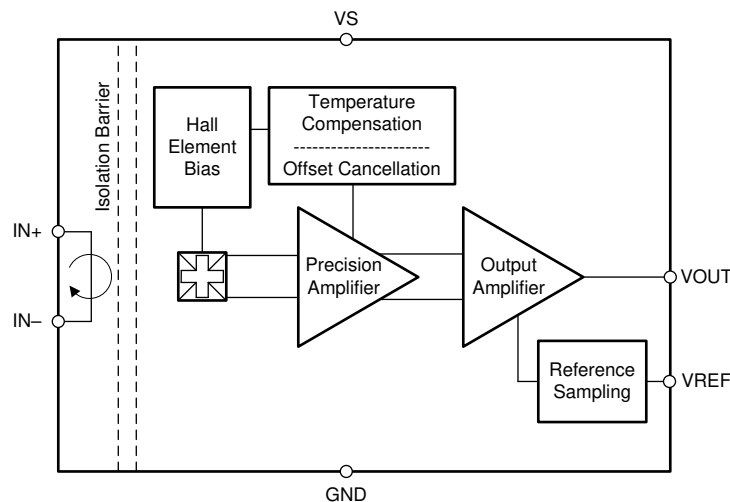 VS
Isolation Barrier
Hall
Element
Bias
Temperature
Compensation
Offset Cancellation
IN+
IN–
Precision
Amplifier
Output
Amplifier
VOUT
Reference
Sampling
VREF
GND